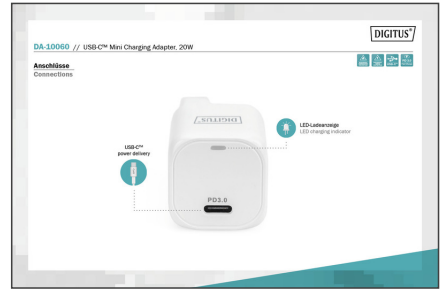 DIGITUS®
DA-10060 // USB-C™ Mini Charging Adapter, 20W
Anschlüsse
Connections
DIGITUS®
LED-Ladeanzeige
LED charging indicator
USB-C™
power delivery
PD3.0